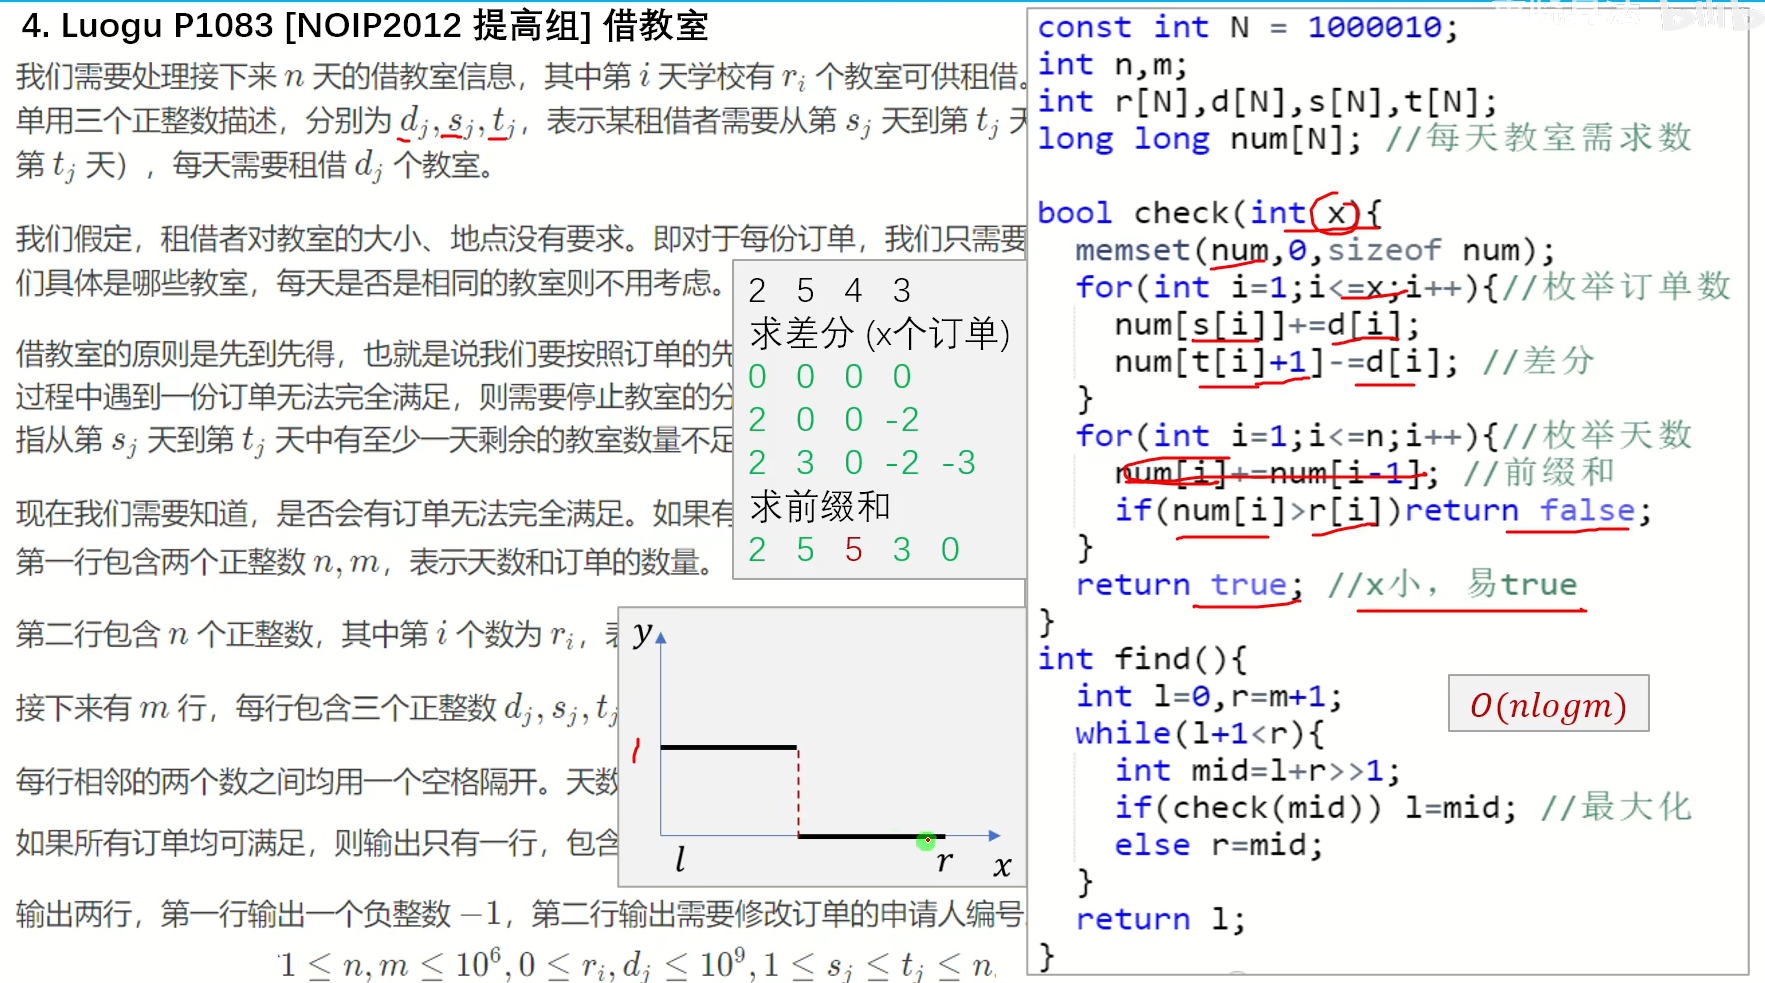 4. Luogu P1083 [NOIP2012 提高组] 借教室
我们需要处理接下来 n 天的借教室信息，其中第 i 天学校有 r_i 个教室可供租借。
单用三个正整数描述，分别为 d_j, s_j, t_j，表示某租借者需要从第 s_j 天到第 t_j 天
第 t_j 天），每天需要租借 d_j 个教室。
我们假定，租借者对教室的大小、地点没有要求。即对于每份订单，我们只需要
们具体是哪些教室，每天是否是相同的教室则不用考虑。
借教室的原则是先到先得，也就是说我们要按照订单的先
过程中遇到一份订单无法完全满足，则需要停止教室的分
指从第 s_j 天到第 t_j 天中有至少一天剩余的教室数量不足
现在我们需要知道，是否会有订单无法完全满足。如果有
第一行包含两个正整数 n, m，表示天数和订单的数量。
第二行包含 n 个正整数，其中第 i 个数为 r_i，表
接下来有 m 行，每行包含三个正整数 d_j, s_j, t_j
每行相邻的两个数之间均用一个空格隔开。天数
如果所有订单均可满足，则输出只有一行，包含
输出两行，第一行输出一个负整数 −1，第二行输出需要修改订单的申请人编号
1 ≤ n, m ≤ 10^6, 0 ≤ r_i, d_j ≤ 10^9, 1 ≤ s_j ≤ t_j ≤ n
2 5 4 3
求差分 (x个订单)
0 0 0 0
2 0 0 -2
2 3 0 -2 -3
求前缀和
2 5 5 3 0
y
1
l r x
const int N = 1000010;
int n,m;
int r[N],d[N],s[N],t[N];
long long num[N]; //每天教室需求数
bool check(int x){
memset(num,0,sizeof num);
for(int i=1;i<=x;i++){//枚举订单数
num[s[i]]+=d[i];
num[t[i]+1]-=d[i]; //差分
}
for(int i=1;i<=n;i++){//枚举天数
num[i]+=num[i-1]; //前缀和
if(num[i]>r[i])return false;
}
return true; //x小，易true
}
int find(){
int l=0,r=m+1;
while(l+1<r){
int mid=l+r>>1;
if(check(mid)) l=mid; //最大化
else r=mid;
}
return l;
}
O(nlogm)